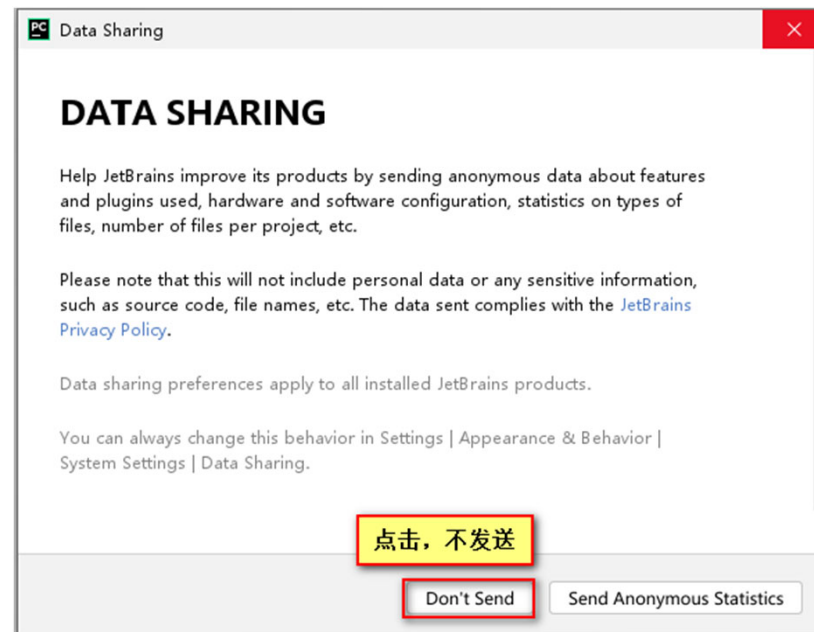 PC Data Sharing
DATA SHARING
Help JetBrains improve its products by sending anonymous data about features
and plugins used, hardware and software configuration, statistics on types of
files, number of files per project, etc.
Please note that this will not include personal data or any sensitive information,
such as source code, file names, etc. The data sent complies with the JetBrains
Privacy Policy.
Data sharing preferences apply to all installed JetBrains products.
You can always change this behavior in Settings | Appearance & Behavior |
System Settings | Data Sharing.
点击，不发送
Don't Send Send Anonymous Statistics